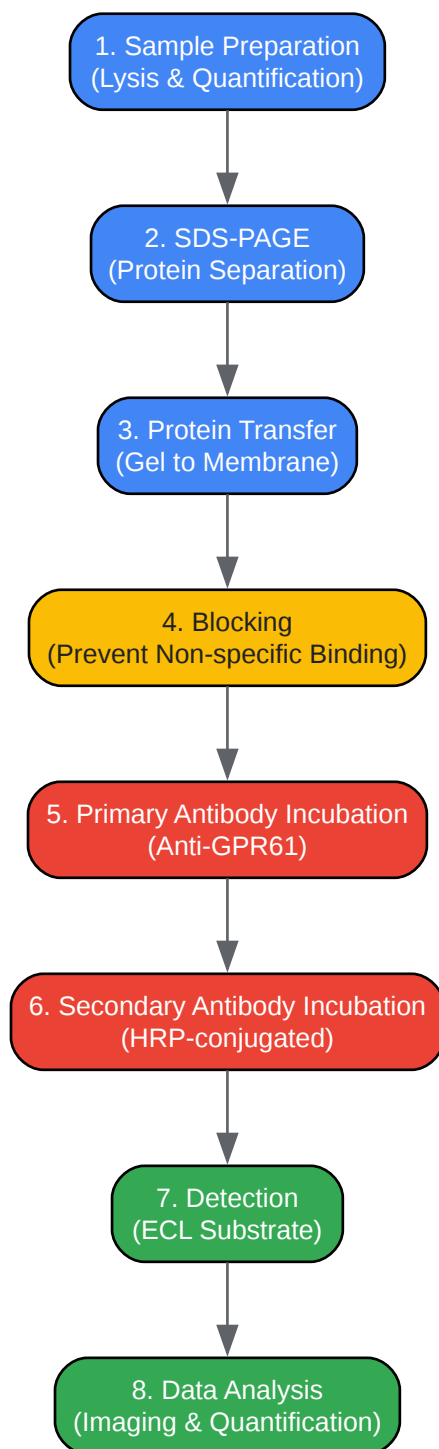 1. Sample Preparation
(Lysis & Quantification)
2. SDS-PAGE
(Protein Separation)
3. Protein Transfer
(Gel to Membrane)
4. Blocking
(Prevent Non-specific Binding)
5. Primary Antibody Incubation
(Anti-GPR61)
6. Secondary Antibody Incubation
(HRP-conjugated)
7. Detection
(ECL Substrate)
8. Data Analysis
(Imaging & Quantification)